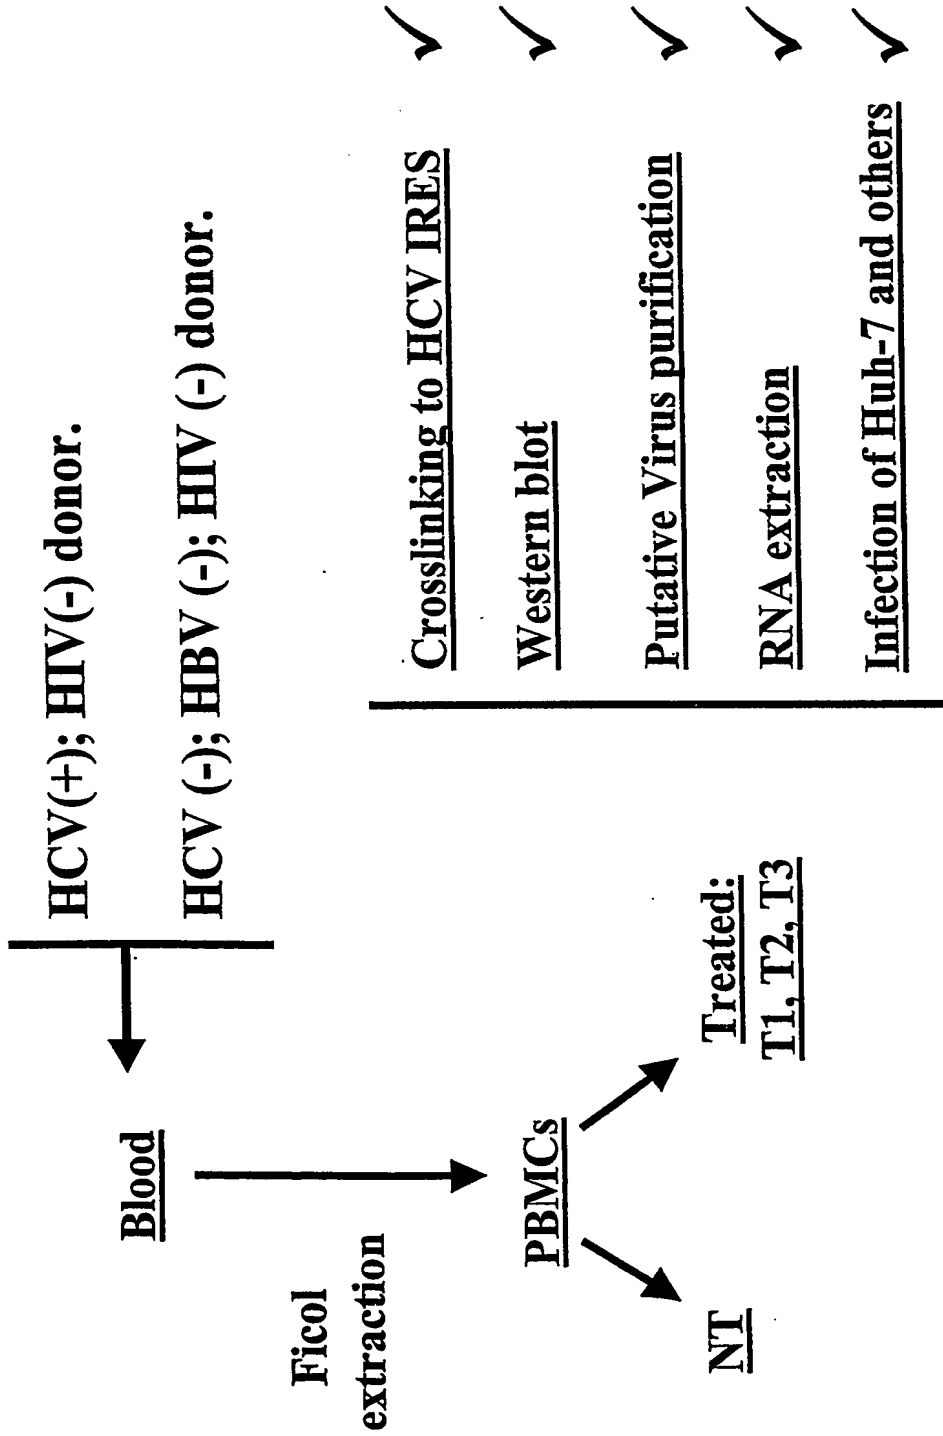 HCV(+); HIV(-) donor.
HCV (-); HBV (-); HIV (-) donor.
Blood
Ficol
extraction
PBMCs
NT
Treated:
T1, T2, T3
Crosslinking to HCV IRES
Western blot
Putative Virus purification
RNA extraction
Infection of Huh-7 and others